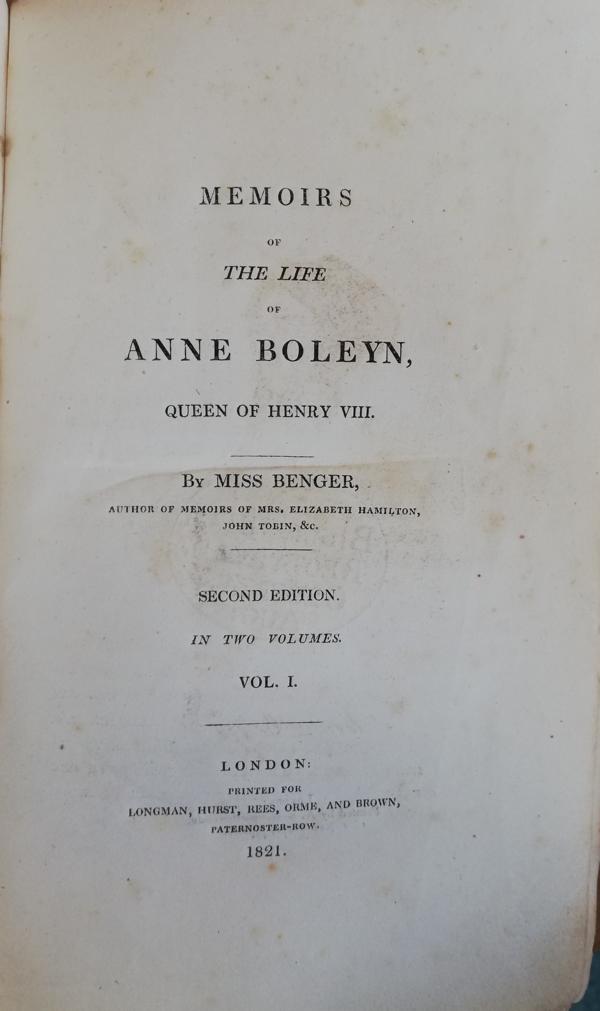 MEMOIRS
OF
THE LIFE
OF
ANNE BOLEYN,
QUEEN OF HENRY VIII.
By MISS BENGER,
AUTHOR OF MEMOIRS OF MRS. ELIZABETH HAMILTON,
JOHN TOBIN, &c.
SECOND EDITION.
IN TWO VOLUMES.
VOL. I.
LONDON:
PRINTED FOR
LONGMAN, HURST, REES, ORME, AND BROWN,
PATERNOSTER-ROW.
1821.